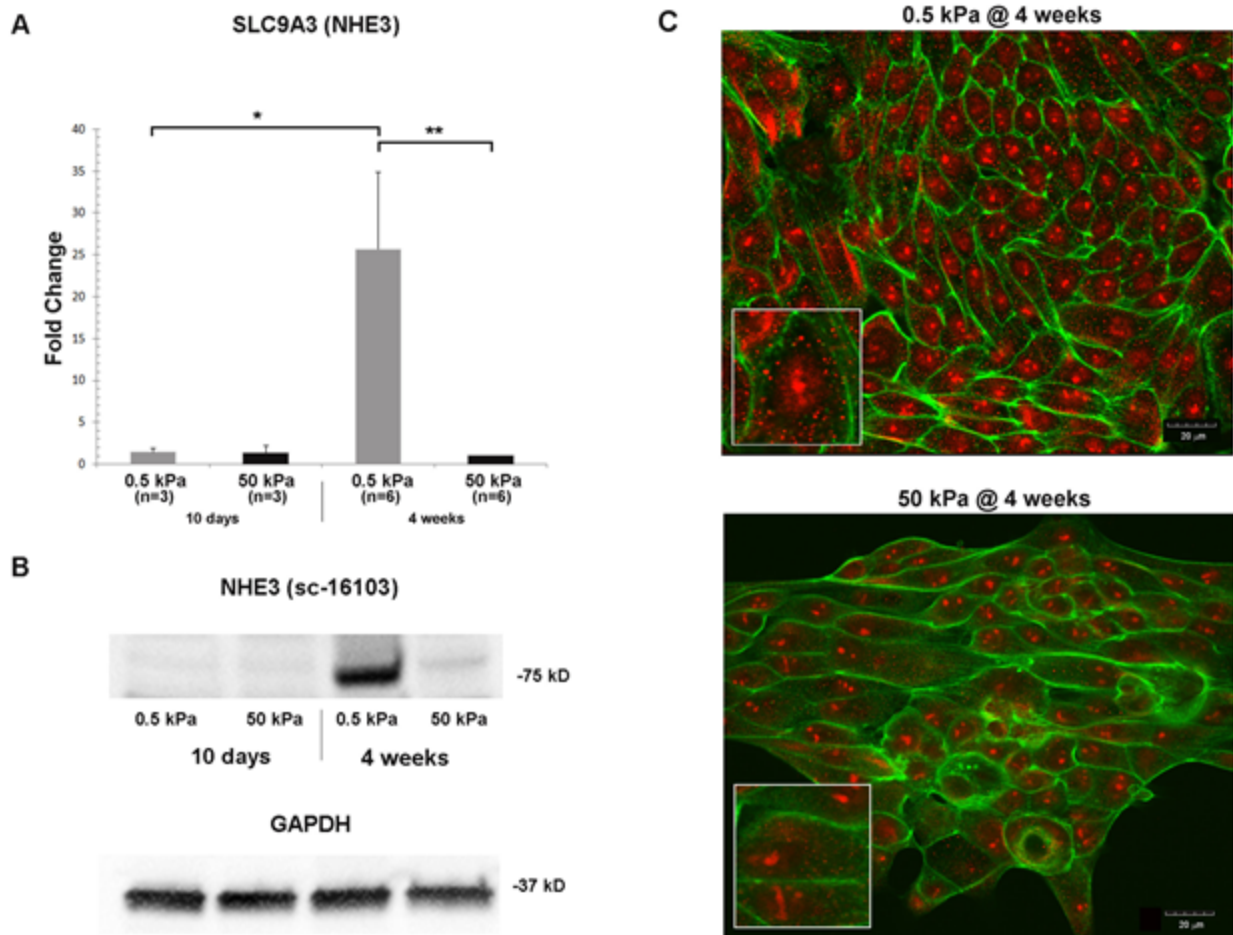 A
SLC9A3 (NHE3)
*
**
40
35
30
25
20
15
10
5
0
Fold Change
0.5 kPa 50 kPa 0.5 kPa 50 kPa
(n=3) (n=3) (n=6) (n=6)
10 days 4 weeks
B
NHE3 (sc-16103)
-75 kD
0.5 kPa 50 kPa 0.5 kPa 50 kPa
10 days 4 weeks
GAPDH
-37 kD
C
0.5 kPa @ 4 weeks
20 µm
50 kPa @ 4 weeks
20 µm